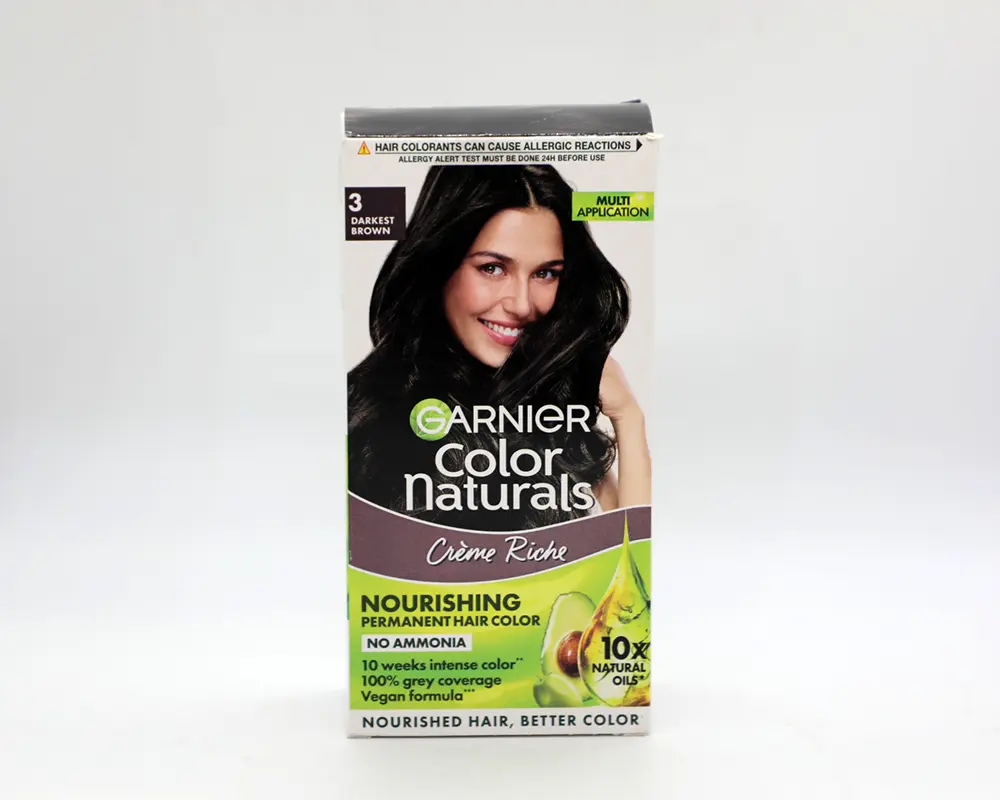 HAIR COLORANTS CAN CAUSE ALLERGIC REACTIONS
ALLERGY ALERT TEST MUST BE DONE 24H BEFORE USE
3
DARKEST
BROWN
MULTI
APPLICATION
GARNIER
Color
Naturals
Crème Riche
NOURISHING
PERMANENT HAIR COLOR
NO AMMONIA
10 weeks intense color**
100% grey coverage
Vegan formula***
10x
NATURAL
OILS*
NOURISHED HAIR, BETTER COLOR